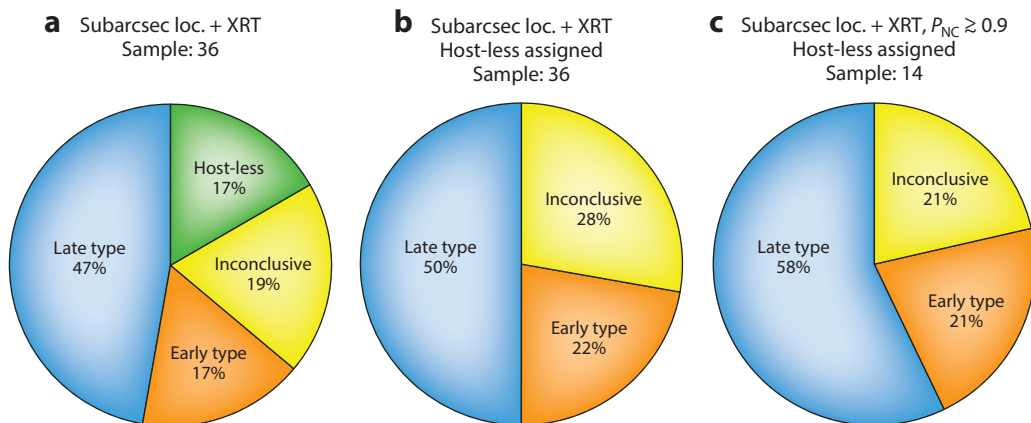 a Subarcsec loc. + XRT
Sample: 36
Host-less
17%
Late type
47%
Inconclusive
19%
Early type
17%
b Subarcsec loc. + XRT
Host-less assigned
Sample: 36
Inconclusive
28%
Late type
50%
Early type
22%
c Subarcsec loc. + XRT, P_NC ≳ 0.9
Host-less assigned
Sample: 14
Inconclusive
21%
Late type
58%
Early type
21%